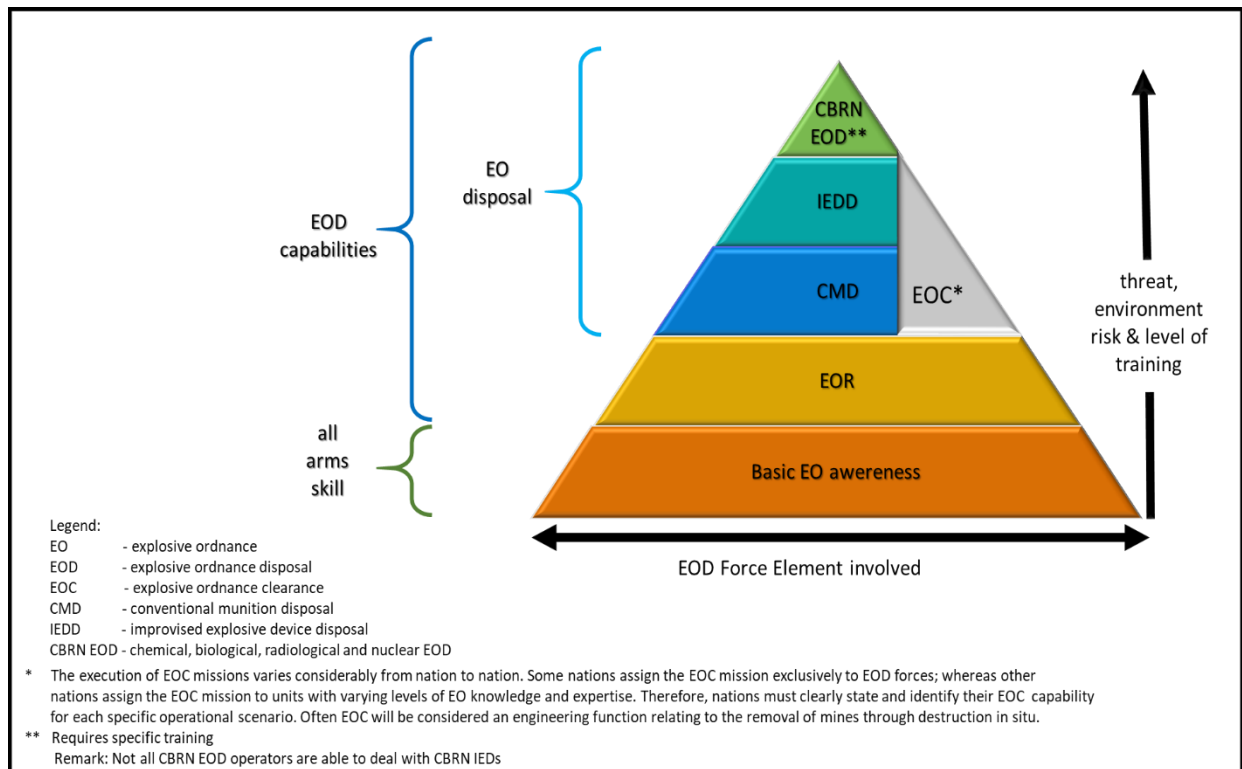 EOD
capabilities
EO
disposal
all
arms
skill
CBRN
EOD**
IEDD
CMD
EOC*
EOR
Basic EO awereness
threat,
environment
risk & level of
training
EOD Force Element involved
Legend:
EO - explosive ordnance
EOD - explosive ordnance disposal
EOC - explosive ordnance clearance
CMD - conventional munition disposal
IEDD - improvised explosive device disposal
CBRN EOD - chemical, biological, radiological and nuclear EOD
* The execution of EOC missions varies considerably from nation to nation. Some nations assign the EOC mission exclusively to EOD forces; whereas other
nations assign the EOC mission to units with varying levels of EO knowledge and expertise. Therefore, nations must clearly state and identify their EOC capability
for each specific operational scenario. Often EOC will be considered an engineering function relating to the removal of mines through destruction in situ.
** Requires specific training
Remark: Not all CBRN EOD operators are able to deal with CBRN IEDs